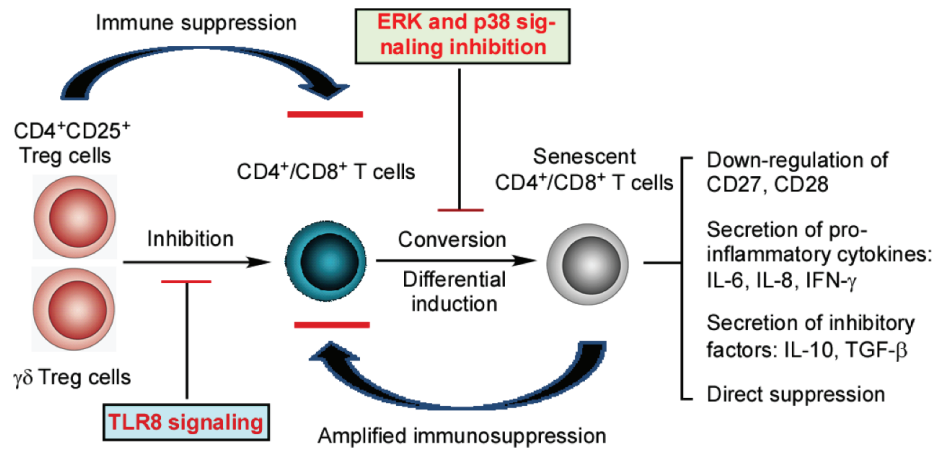 Immune suppression
ERK and p38 sig-
naling inhibition
CD4⁺CD25⁺
Treg cells
CD4⁺/CD8⁺ T cells
Senescent
CD4⁺/CD8⁺ T cells
Inhibition
Conversion
Differential
induction
γδ Treg cells
TLR8 signaling
Amplified immunosuppression
Down-regulation of
CD27, CD28
Secretion of pro-
inflammatory cytokines:
IL-6, IL-8, IFN-γ
Secretion of inhibitory
factors: IL-10, TGF-β
Direct suppression